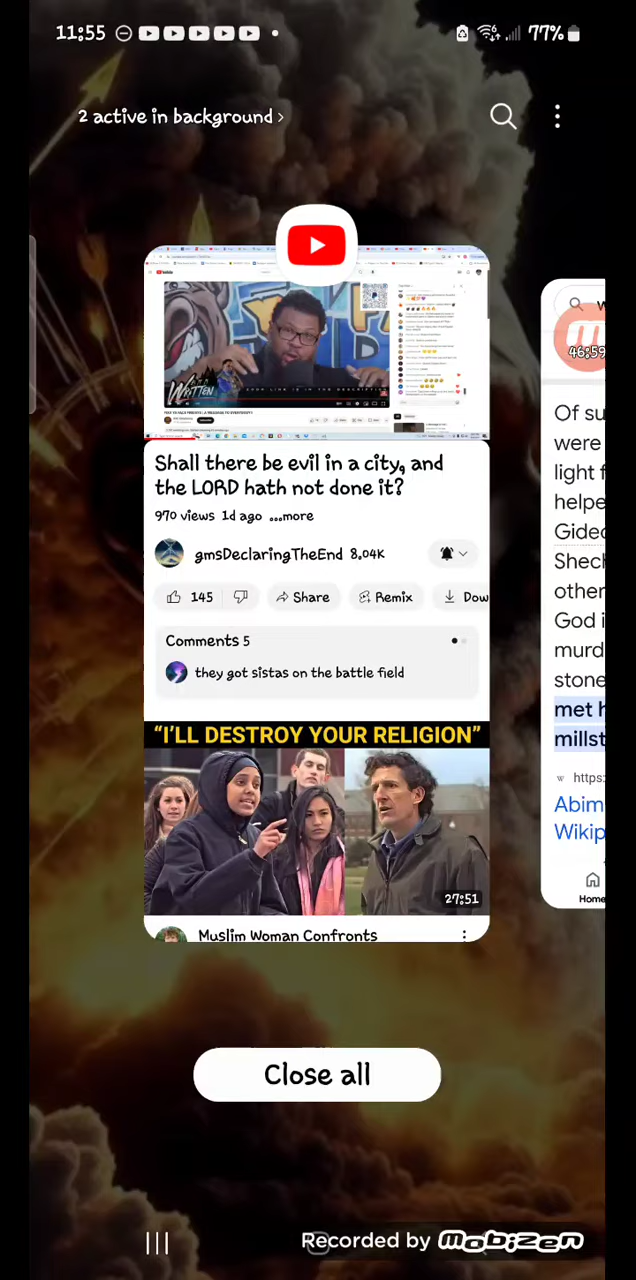 11:55
77%
2 active in background >
WRITTEN
Shall there be evil in a city, and
the LORD hath not done it?
970 views 1d ago ...more
gmsDeclaringTheEnd 8.04K
145
Share
Remix
Dow
Comments 5
they got sistas on the battle field
"I'LL DESTROY YOUR RELIGION"
27:51
Muslim Woman Confronts
46:59
Of su
were
light f
helpe
Gideo
Shech
other
God i
murd
stone
met h
millst
W https:
Abim
Wikip
Home
Close all
Recorded by mobizen